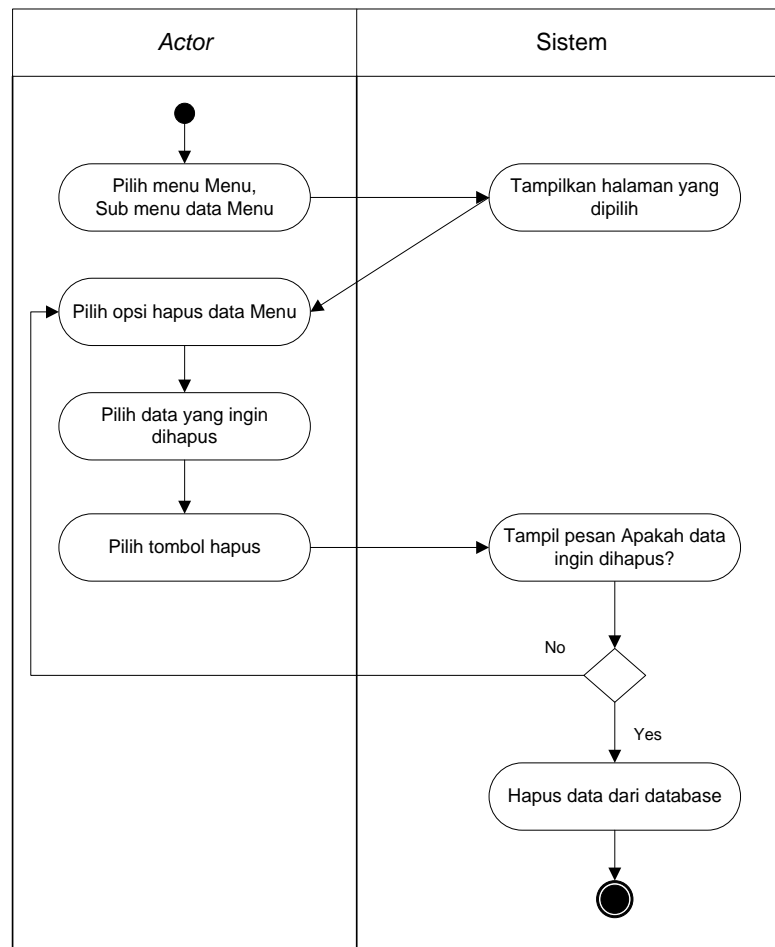 Actor
Sistem
Pilih menu Menu,
Sub menu data Menu
Tampilkan halaman yang
dipilih
Pilih opsi hapus data Menu
Pilih data yang ingin
dihapus
Pilih tombol hapus
Tampil pesan Apakah data
ingin dihapus?
No
Yes
Hapus data dari database